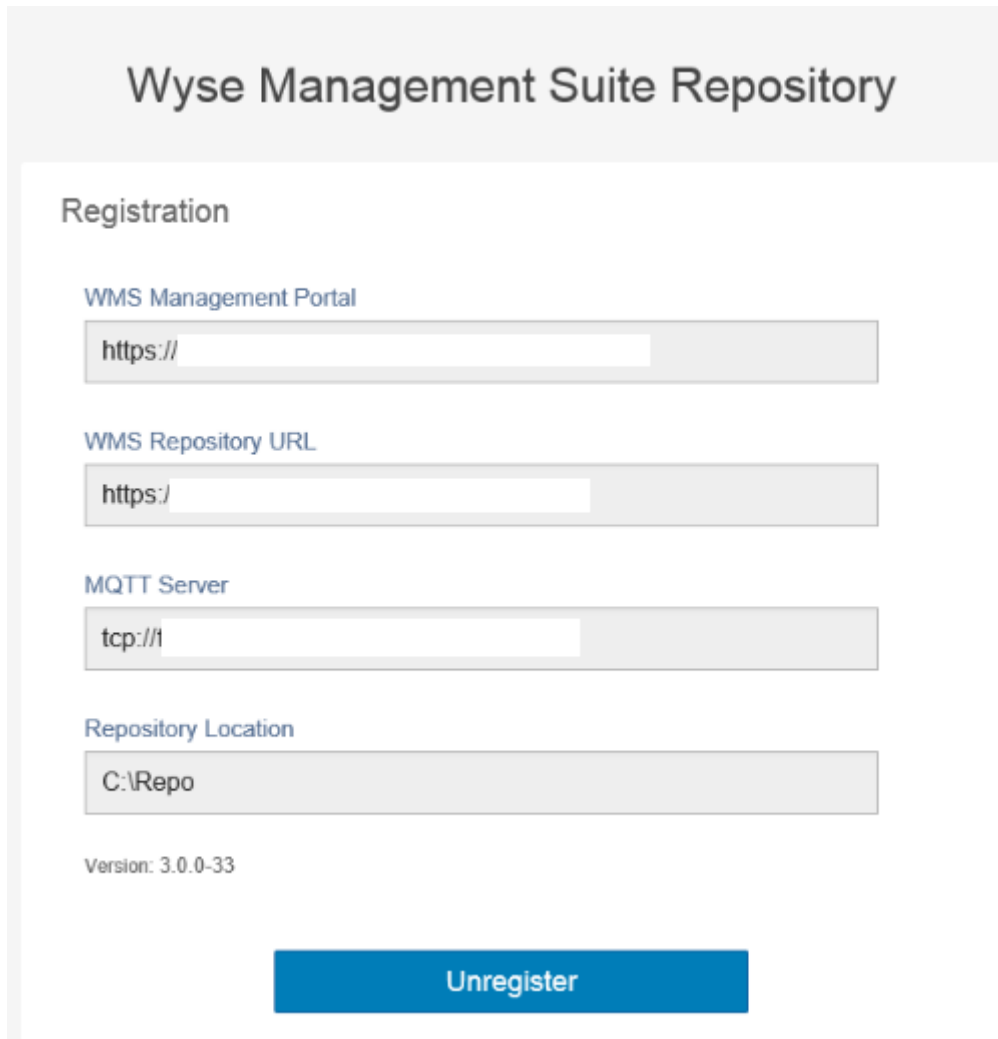 Wyse Management Suite Repository
Registration
WMS Management Portal
https://
WMS Repository URL
https:/
MQTT Server
tcp://
Repository Location
C:\Repo
Version: 3.0.0-33
Unregister